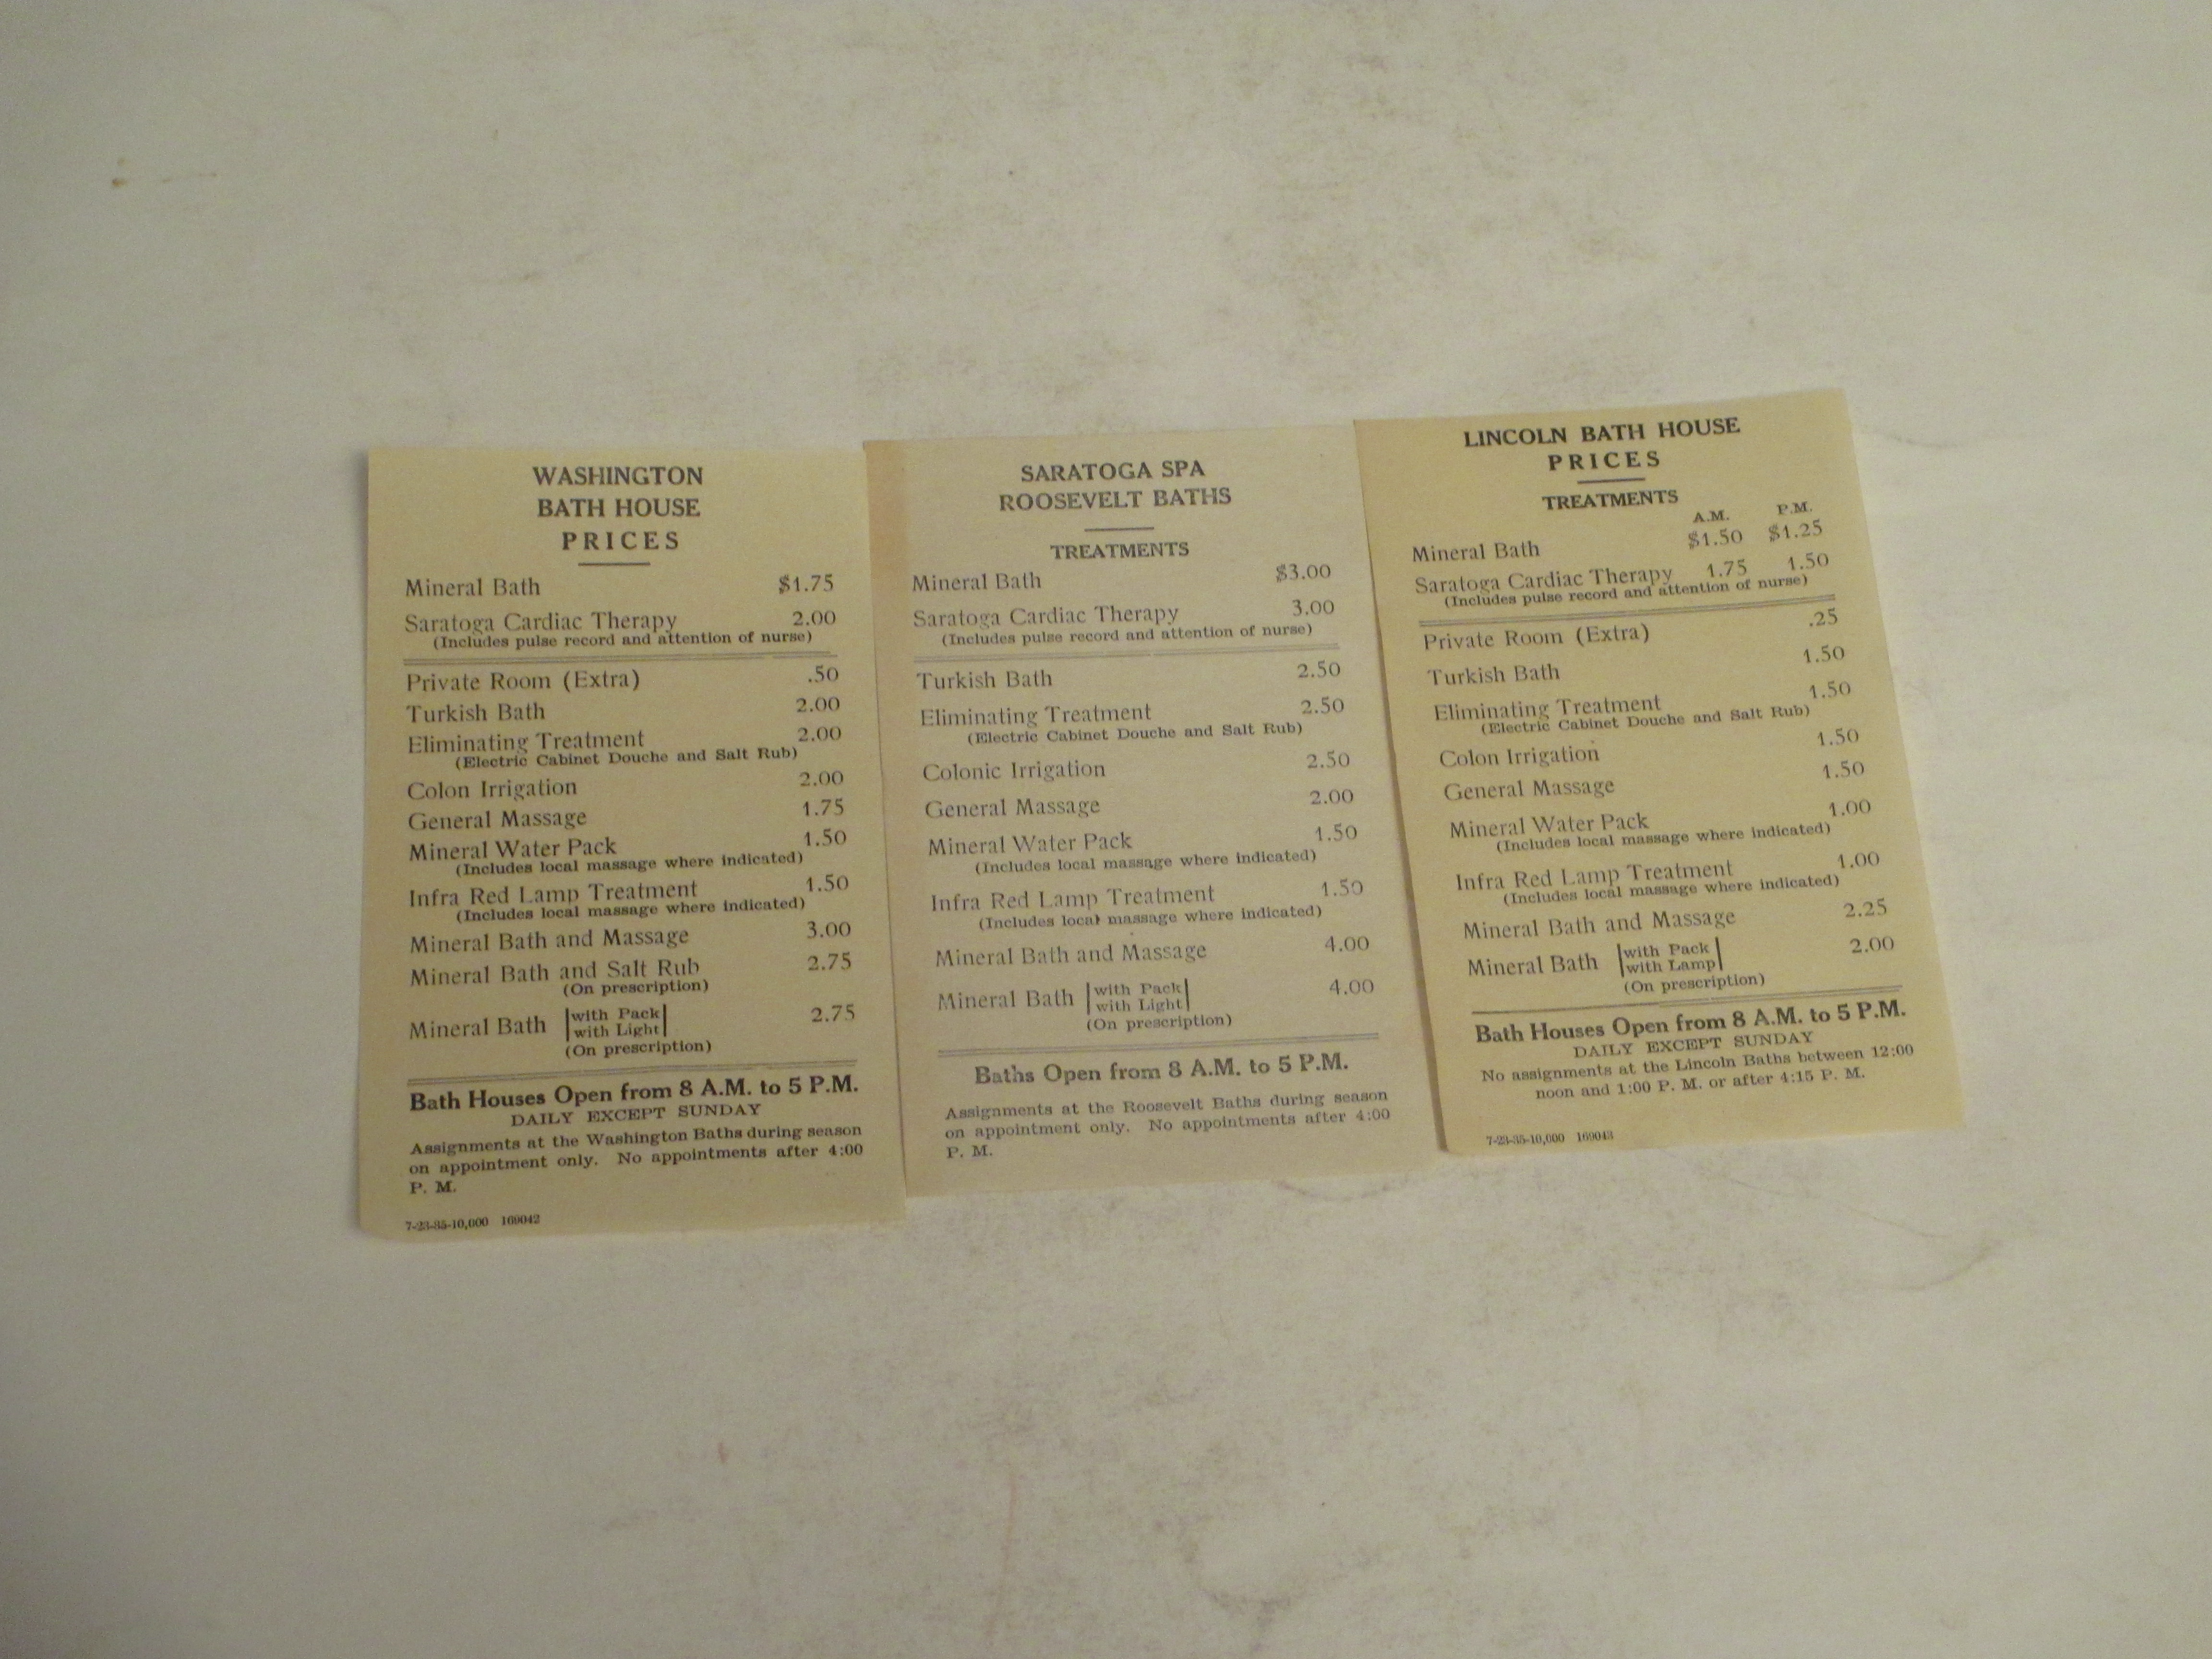 WASHINGTON
BATH HOUSE
PRICES
Mineral Bath $1.75
Saratoga Cardiac Therapy 2.00
(Includes pulse record and attention of nurse)
Private Room (Extra) .50
Turkish Bath 2.00
Eliminating Treatment 2.00
(Electric Cabinet Douche and Salt Rub)
Colon Irrigation 2.00
General Massage 1.75
Mineral Water Pack 1.50
(Includes local massage where indicated)
Infra Red Lamp Treatment 1.50
(Includes local massage where indicated)
Mineral Bath and Massage 3.00
Mineral Bath and Salt Rub 2.75
(On prescription)
Mineral Bath |with Pack| 2.75
|with Light|
(On prescription)
Bath Houses Open from 8 A.M. to 5 P.M.
DAILY EXCEPT SUNDAY
Assignments at the Washington Baths during season
on appointment only. No appointments after 4:00
P. M.
7-23-35-10,000 169042
SARATOGA SPA
ROOSEVELT BATHS
TREATMENTS
Mineral Bath $3.00
Saratoga Cardiac Therapy 3.00
(Includes pulse record and attention of nurse)
Turkish Bath 2.50
Eliminating Treatment 2.50
(Electric Cabinet Douche and Salt Rub)
Colonic Irrigation 2.50
General Massage 2.00
Mineral Water Pack 1.50
(Includes local massage where indicated)
Infra Red Lamp Treatment 1.50
(Includes local massage where indicated)
Mineral Bath and Massage 4.00
Mineral Bath |with Pack| 4.00
|with Light|
(On prescription)
Baths Open from 8 A.M. to 5 P.M.
Assignments at the Roosevelt Baths during season
on appointment only. No appointments after 4:00
P. M.
LINCOLN BATH HOUSE
PRICES
TREATMENTS
A.M. P.M.
Mineral Bath $1.50 $1.25
Saratoga Cardiac Therapy 1.75 1.50
(Includes pulse record and attention of nurse)
Private Room (Extra) .25
Turkish Bath 1.50
Eliminating Treatment 1.50
(Electric Cabinet Douche and Salt Rub)
Colon Irrigation 1.50
General Massage 1.50
Mineral Water Pack 1.00
(Includes local massage where indicated)
Infra Red Lamp Treatment 1.00
(Includes local massage where indicated)
Mineral Bath and Massage 2.25
Mineral Bath |with Pack| 2.00
|with Lamp|
(On prescription)
Bath Houses Open from 8 A.M. to 5 P.M.
DAILY EXCEPT SUNDAY
No assignments at the Lincoln Baths between 12:00
noon and 1:00 P. M. or after 4:15 P. M.
7-23-35-10,000 169043